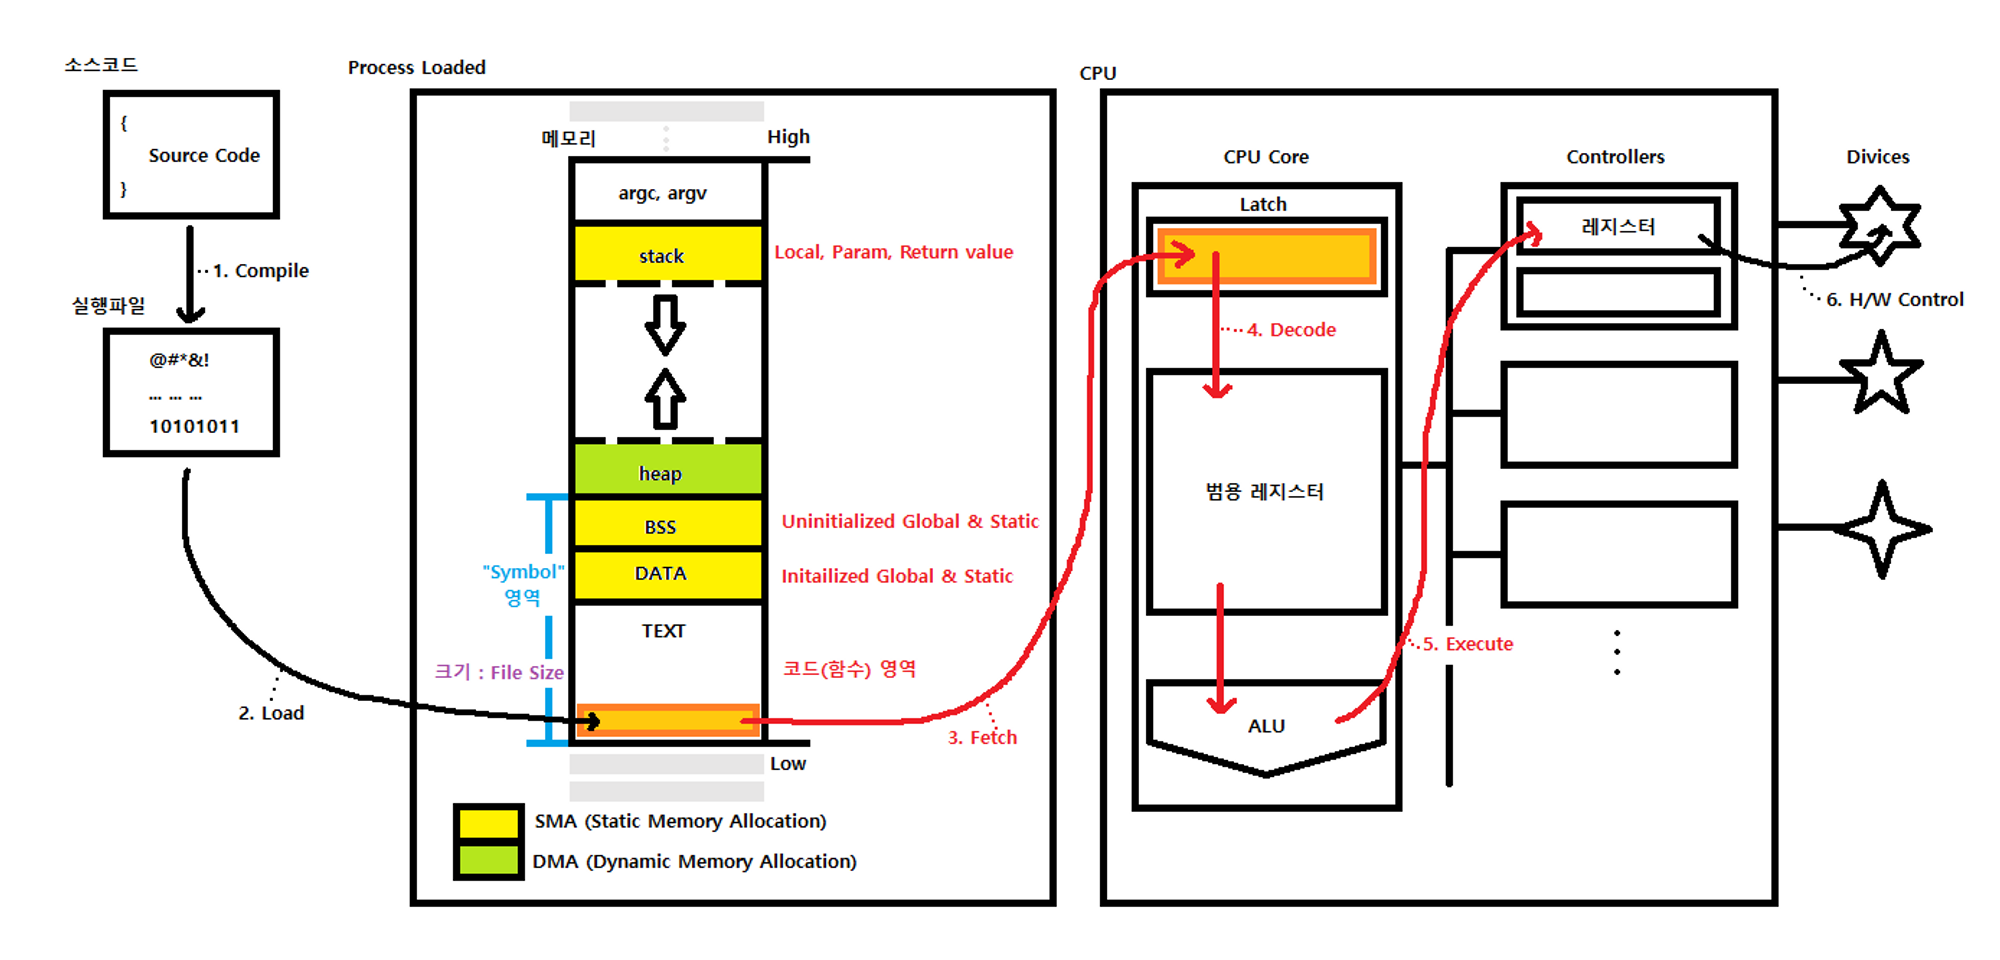 소스코드
{
Source Code
}
1. Compile
실행파일
@#*&!
... ... ...
10101011
2. Load
Process Loaded
메모리
High
argc, argv
stack
Local, Param, Return value
heap
BSS
Uninitialized Global & Static
"Symbol"
영역
DATA
Initailized Global & Static
TEXT
크기 : File Size
코드(함수) 영역
3. Fetch
Low
SMA (Static Memory Allocation)
DMA (Dynamic Memory Allocation)
CPU
CPU Core
Latch
4. Decode
범용 레지스터
ALU
5. Execute
Controllers
레지스터
Divices
6. H/W Control